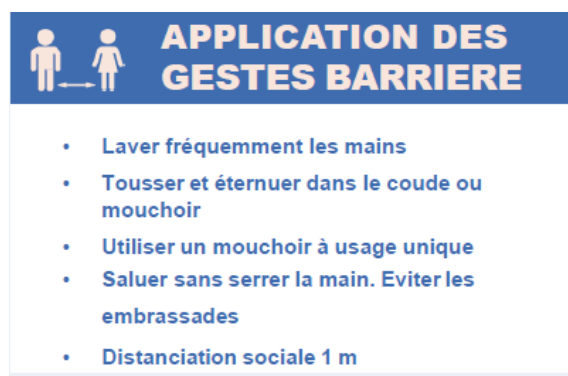 APPLICATION DES
GESTES BARRIERE
• Laver fréquemment les mains
• Tousser et éternuer dans le coude ou
mouchoir
• Utiliser un mouchoir à usage unique
• Saluer sans serrer la main. Eviter les
embrassades
• Distanciation sociale 1 m